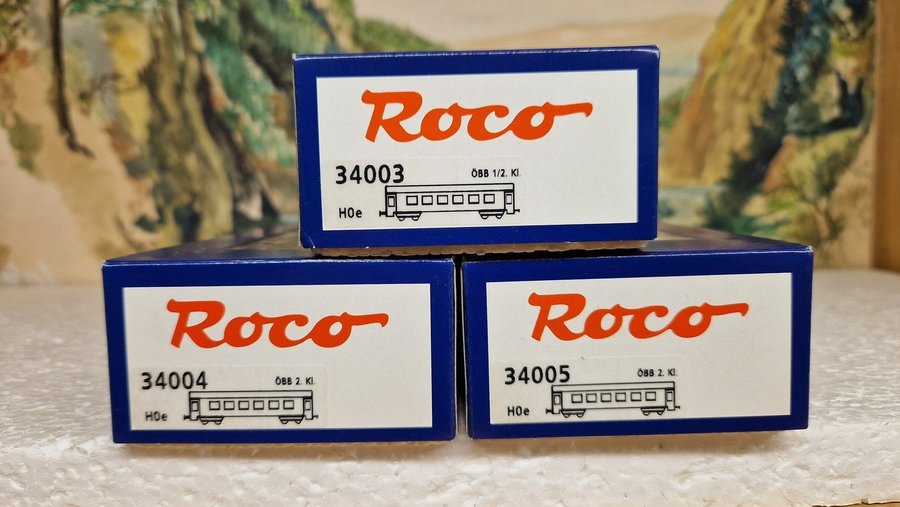 Roco
34003 ÖBB 1/2. Kl.
H0e
Roco
34004 ÖBB 2. Kl.
H0e
Roco
34005 ÖBB 2. Kl.
H0e